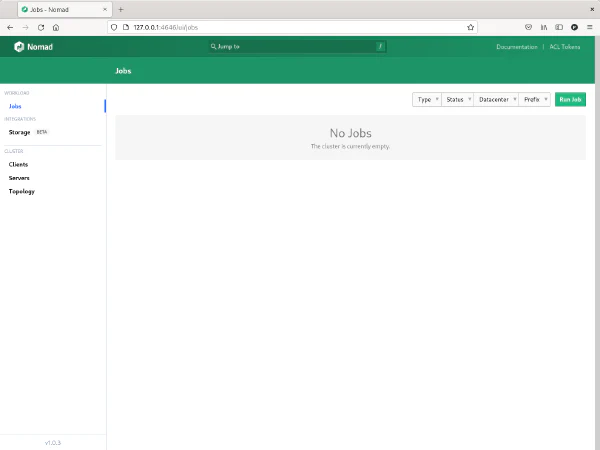 Jobs - Nomad
127.0.0.1:4646/ui/jobs
Nomad
Jump to
/
Documentation
ACL Tokens
Jobs
WORKLOAD
Jobs
INTEGRATIONS
Storage BETA
CLUSTER
Clients
Servers
Topology
Type
Status
Datacenter
Prefix
Run Job
No Jobs
The cluster is currently empty.
v1.0.3